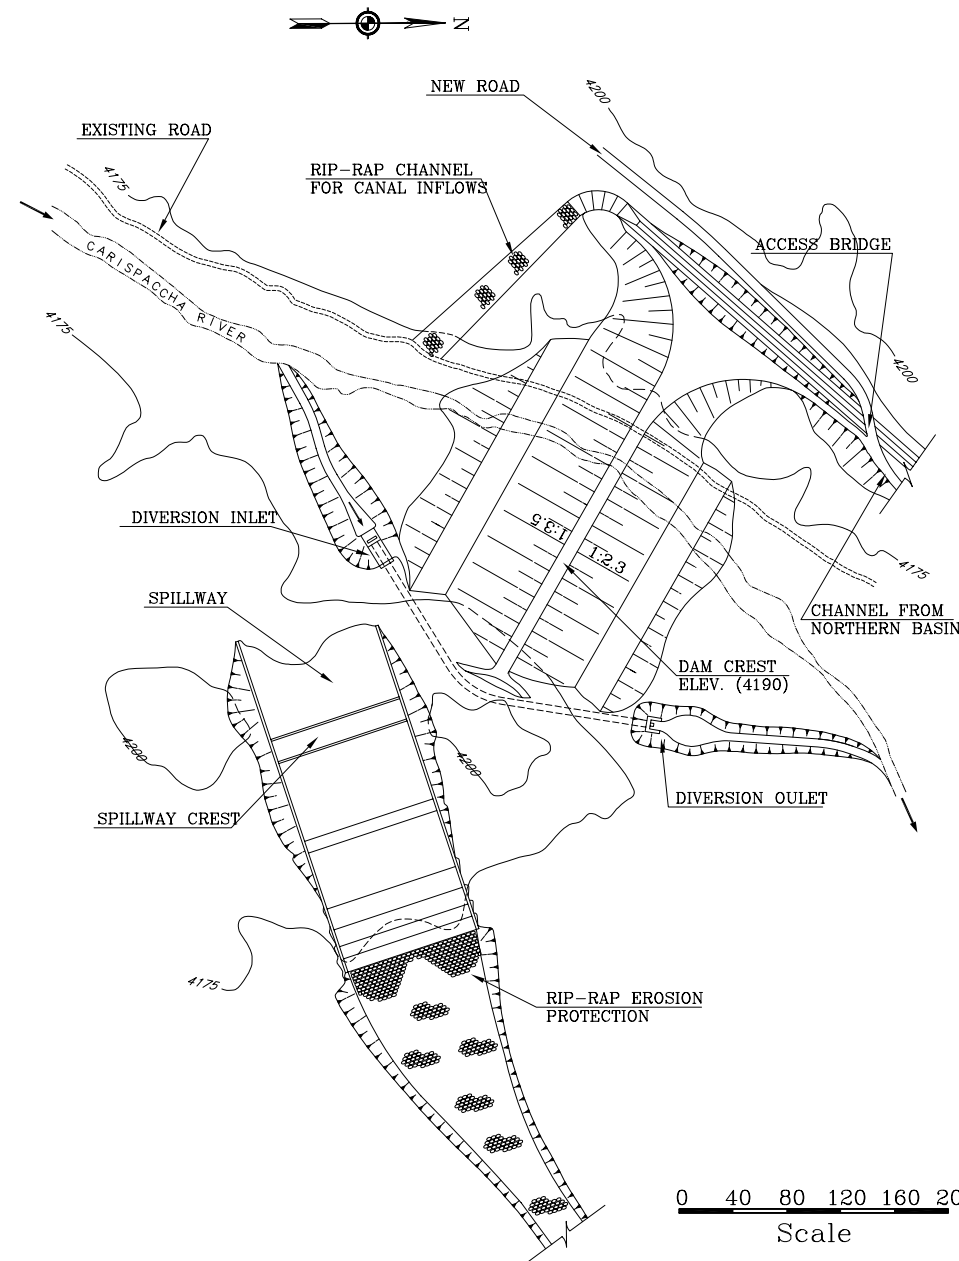 N
NEW ROAD
4200
EXISTING ROAD
RIP-RAP CHANNEL
FOR CANAL INFLOWS
4175
CARISPACCHA RIVER
ACCESS BRIDGE
4175
4200
DIVERSION INLET
1:3.5
1:2.3
4175
SPILLWAY
CHANNEL FROM
NORTHERN BASIN
DAM CREST
ELEV. (4190)
4200
4200
SPILLWAY CREST
DIVERSION OULET
4175
RIP-RAP EROSION
PROTECTION
0 40 80 120 160 20
Scale